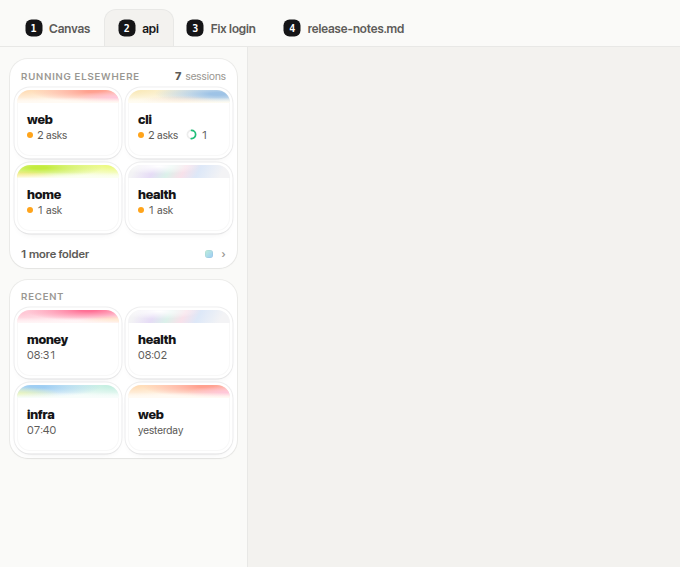 1 Canvas
2 api
3 Fix login
4 release-notes.md
RUNNING ELSEWHERE 7 sessions
web
2 asks
cli
2 asks 1
home
1 ask
health
1 ask
1 more folder ›
RECENT
money
08:31
health
08:02
infra
07:40
web
yesterday